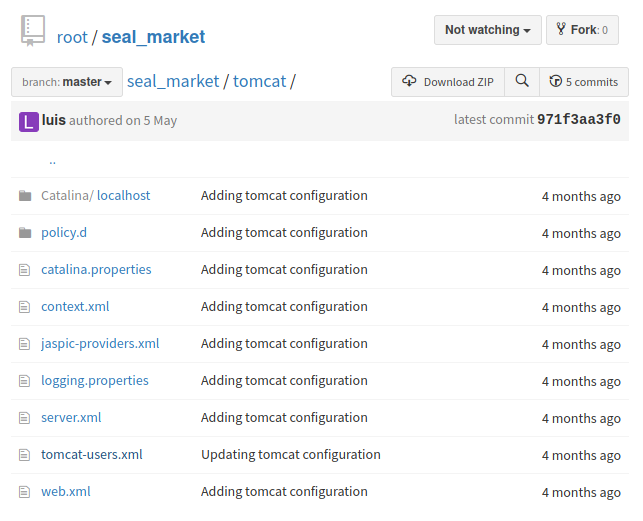 root / seal_market
Not watching
Fork: 0
branch: master
seal_market / tomcat /
Download ZIP
5 commits
L luis authored on 5 May
latest commit 971f3aa3f0
..
Catalina/ localhost Adding tomcat configuration 4 months ago
policy.d Adding tomcat configuration 4 months ago
catalina.properties Adding tomcat configuration 4 months ago
context.xml Adding tomcat configuration 4 months ago
jaspic-providers.xml Adding tomcat configuration 4 months ago
logging.properties Adding tomcat configuration 4 months ago
server.xml Adding tomcat configuration 4 months ago
tomcat-users.xml Updating tomcat configuration 4 months ago
web.xml Adding tomcat configuration 4 months ago